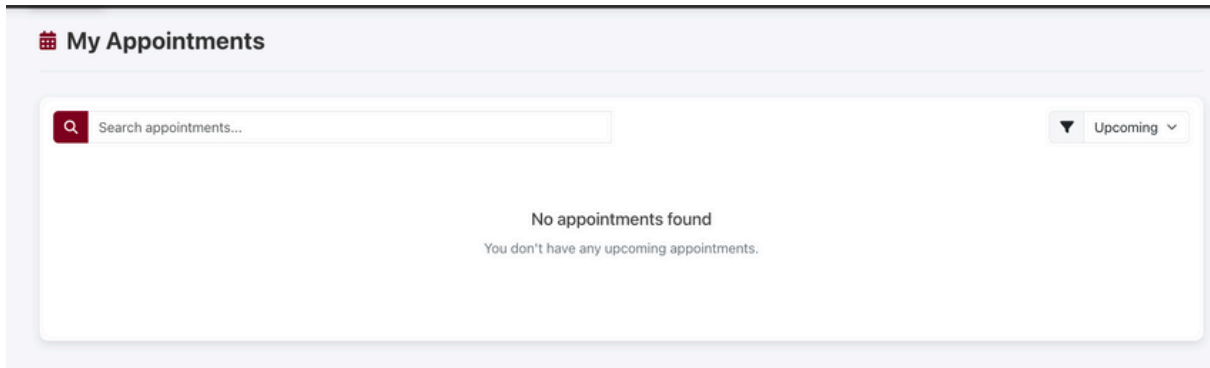 My Appointments
Search appointments...
Upcoming
No appointments found
You don't have any upcoming appointments.